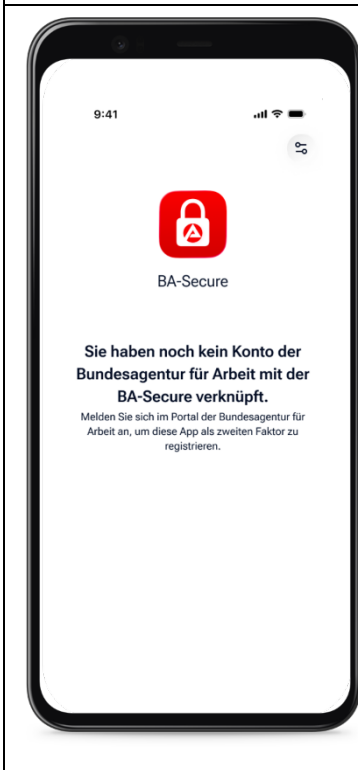 9:41
BA-Secure
Sie haben noch kein Konto der
Bundesagentur für Arbeit mit der
BA-Secure verknüpft.
Melden Sie sich im Portal der Bundesagentur für
Arbeit an, um diese App als zweiten Faktor zu
registrieren.